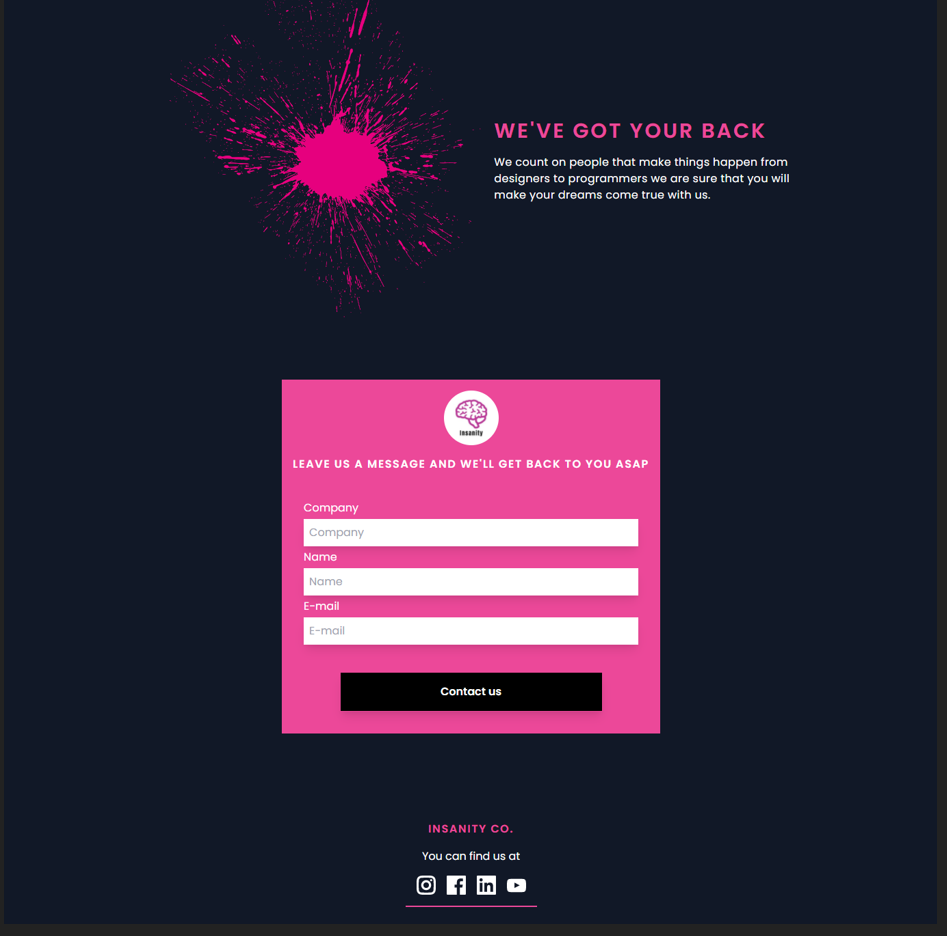 WE'VE GOT YOUR BACK
We count on people that make things happen from
designers to programmers we are sure that you will
make your dreams come true with us.
Insanity
LEAVE US A MESSAGE AND WE'LL GET BACK TO YOU ASAP
Company
Company
Name
Name
E-mail
E-mail
Contact us
INSANITY CO.
You can find us at